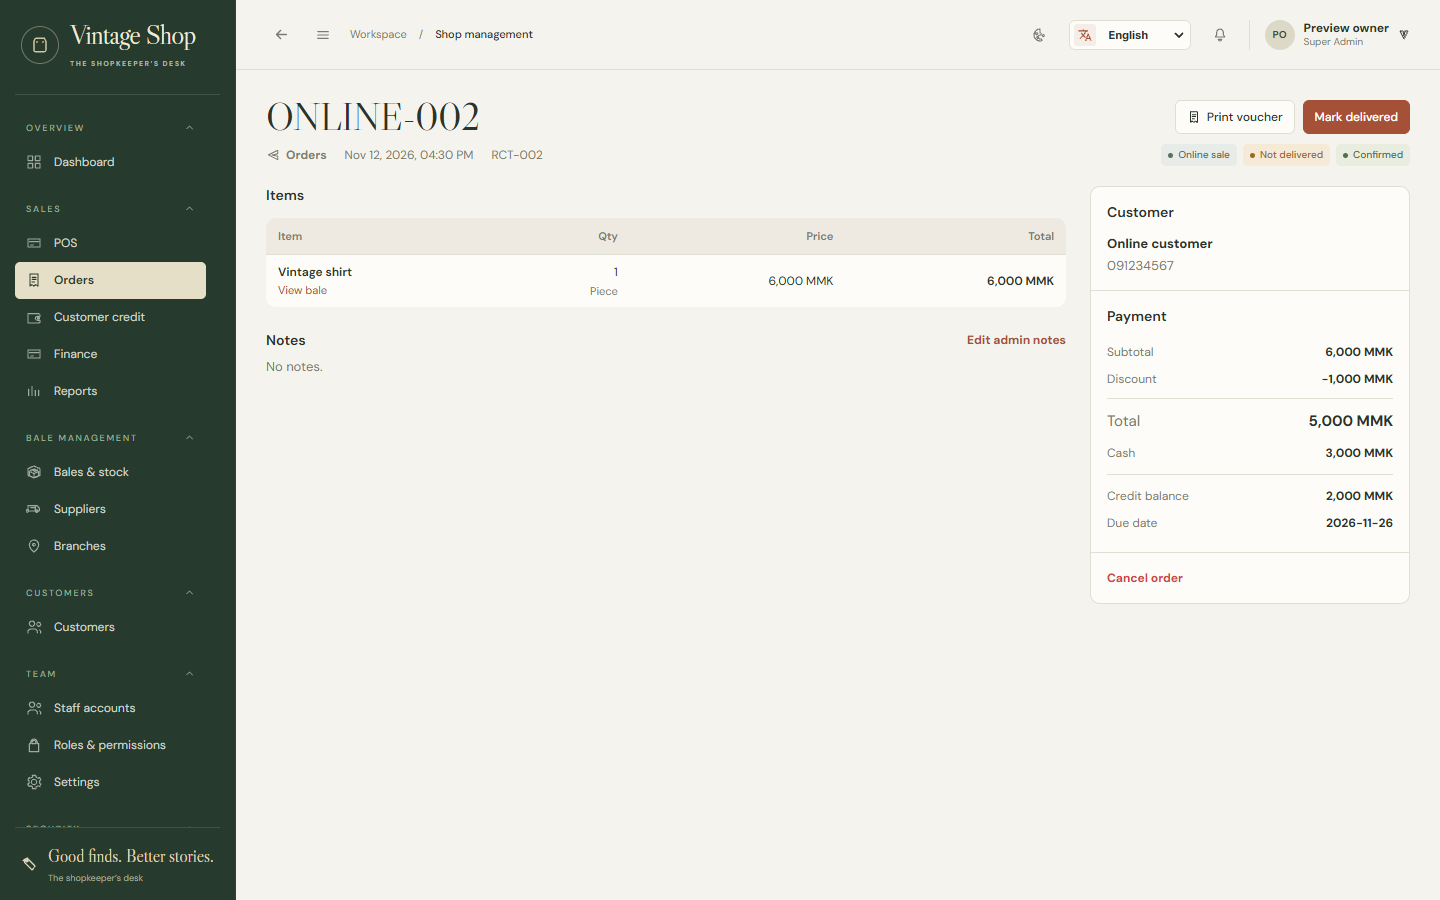 Vintage Shop
THE SHOPKEEPER'S DESK
OVERVIEW
Dashboard
SALES
POS
Orders
Customer credit
Finance
Reports
BALE MANAGEMENT
Bales & stock
Suppliers
Branches
CUSTOMERS
Customers
TEAM
Staff accounts
Roles & permissions
Settings
Good finds. Better stories.
The shopkeeper's desk
Workspace / Shop management
English
PO
Preview owner
Super Admin
ONLINE-002
Print voucher
Mark delivered
Orders Nov 12, 2026, 04:30 PM RCT-002
Online sale Not delivered Confirmed
Items
Item Qty Price Total
Vintage shirt 1 6,000 MMK 6,000 MMK
View bale Piece
Notes Edit admin notes
No notes.
Customer
Online customer
091234567
Payment
Subtotal 6,000 MMK
Discount -1,000 MMK
Total 5,000 MMK
Cash 3,000 MMK
Credit balance 2,000 MMK
Due date 2026-11-26
Cancel order